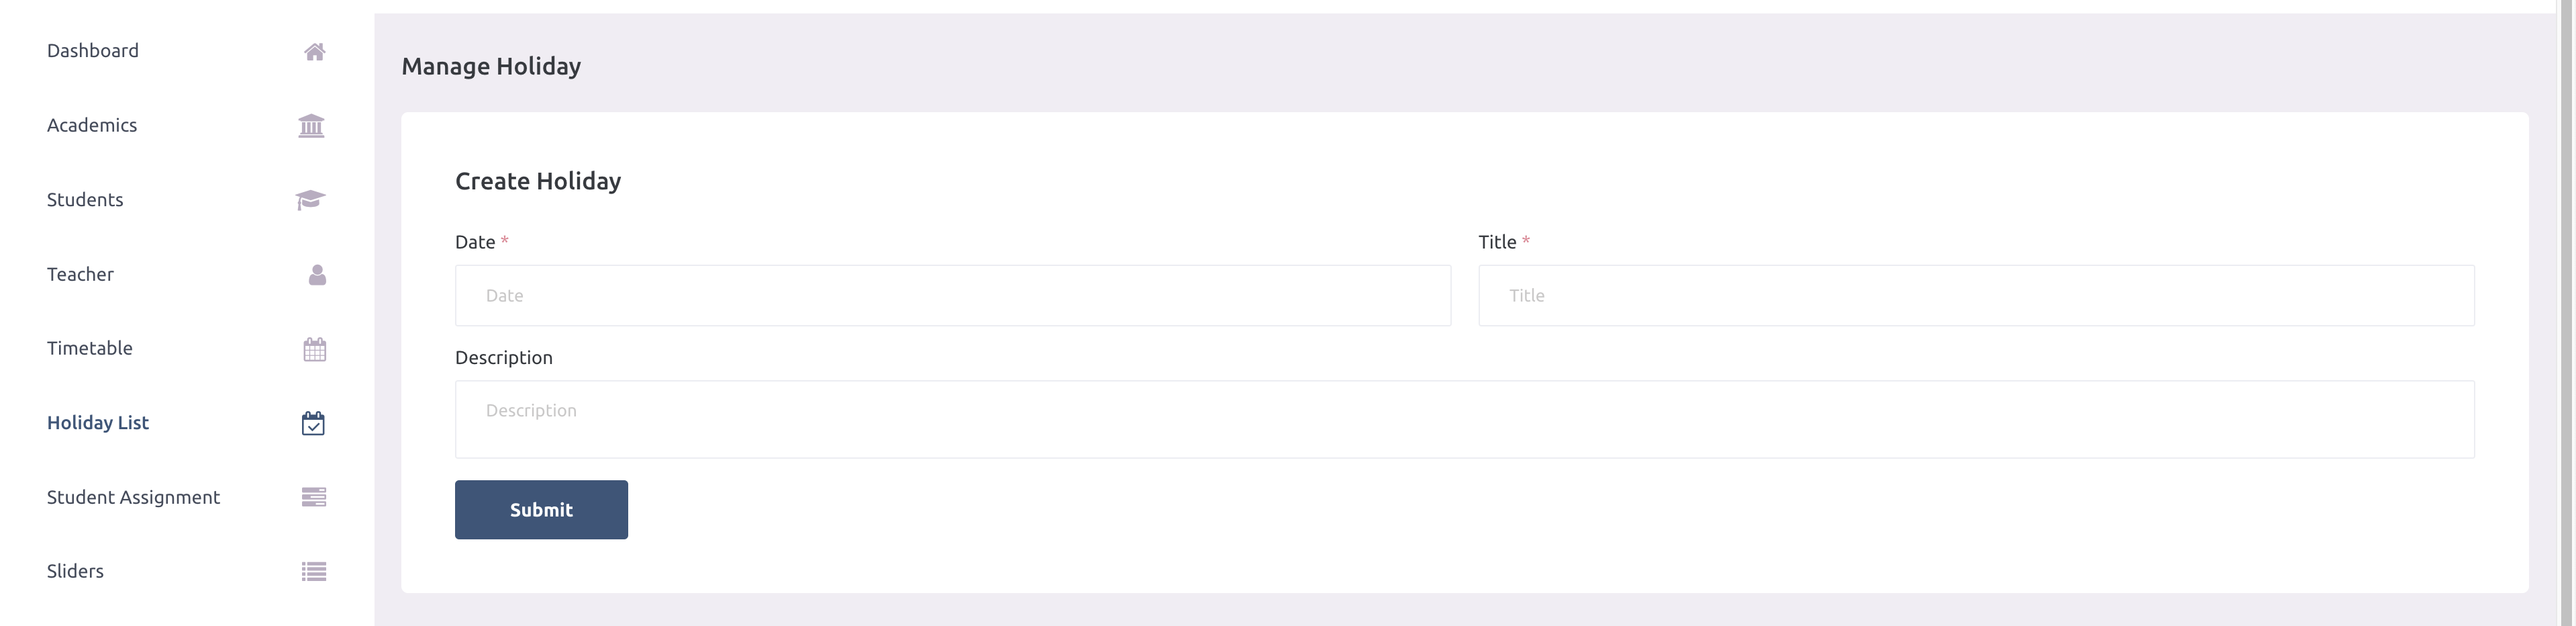 Dashboard
Academics
Students
Teacher
Timetable
Holiday List
Student Assignment
Sliders
Manage Holiday
Create Holiday
Date *
Date
Title *
Title
Description
Description
Submit